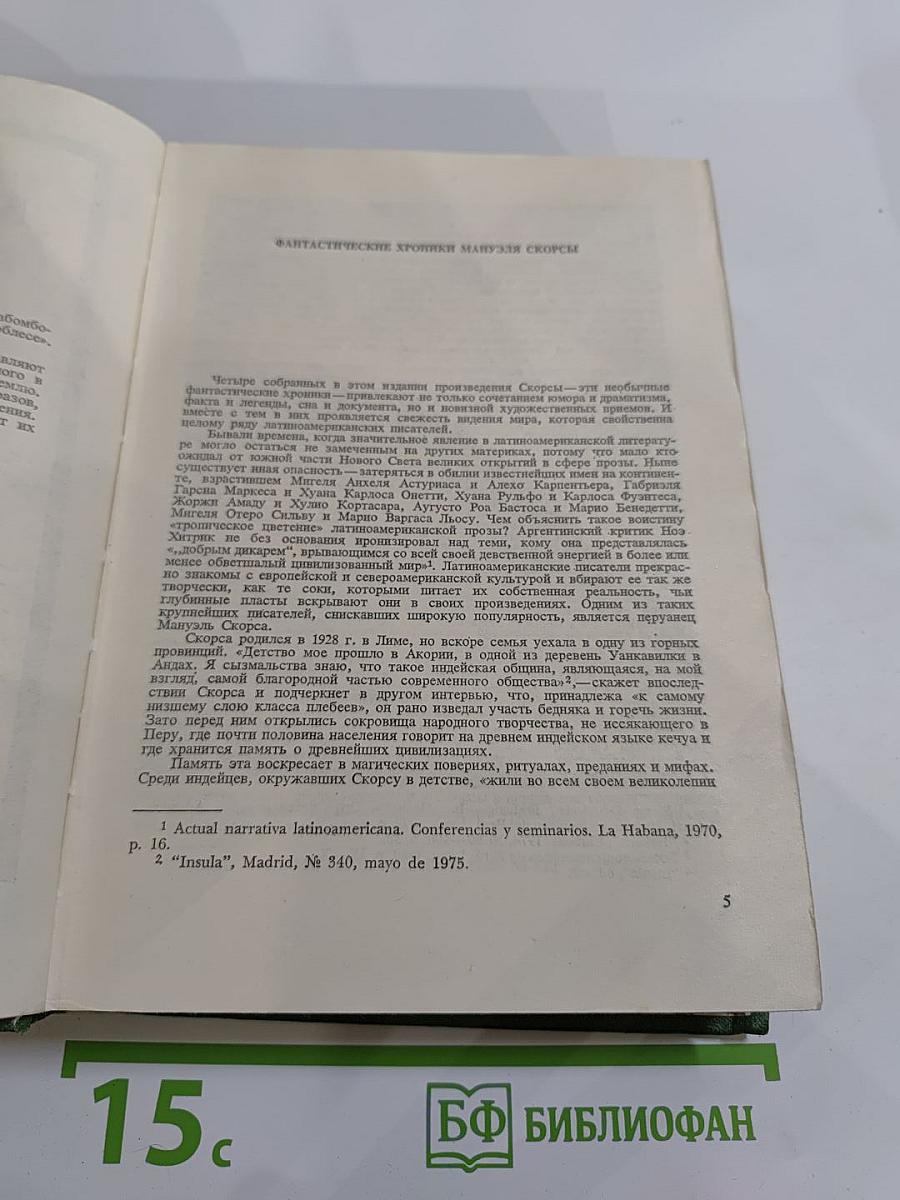 абомбо-
облесе».
вляют
ого в
емлю.
разов,
ения.
т их
ФАНТАСТИЧЕСКИЕ ХРОНИКИ МАНУЭЛЯ СКОРСЫ
Четыре собранных в этом издании произведения Скорсы—эти необычные
фантастические хроники—привлекают не только сочетанием юмора и драматизма,
факта и легенды, сна и документа, но и новизной художественных приемов. И
вместе с тем в них проявляется свежесть видения мира, которая свойственна
целому ряду латиноамериканских писателей.
Бывали времена, когда значительное явление в латиноамериканской литерату-
ре могло остаться не замеченным на других материках, потому что мало кто
ожидал от южной части Нового Света великих открытий в сфере прозы. Ныне
существует иная опасность—затеряться в обилии известнейших имен на континен-
те, взрастившем Мигеля Анхеля Астуриаса и Алехо Карпентьера, Габриэля
Гарсиа Маркеса и Хуана Карлоса Онетти, Хуана Рульфо и Карлоса Фуэнтеса,
Жоржи Амаду и Хулио Кортасара, Аугусто Роа Бастоса и Марио Бенедетти,
Мигеля Отеро Сильву и Марио Варгаса Льосу. Чем объяснить такое воистину
«тропическое цветение» латиноамериканской прозы? Аргентинский критик Ноэ
Хитрик не без основания иронизировал над теми, кому она представлялась
«„добрым дикарем“, врывающимся со всей своей девственной энергией в более или
менее обветшалый цивилизованный мир»¹. Латиноамериканские писатели прекрас-
но знакомы с европейской и североамериканской культурой и вбирают ее так же
творчески, как те соки, которыми питает их собственная реальность, чьи
глубинные пласты вскрывают они в своих произведениях. Одним из таких
крупнейших писателей, снискавших широкую популярность, является перуанец
Мануэль Скорса.
Скорса родился в 1928 г. в Лиме, но вскоре семья уехала в одну из горных
провинций. «Детство мое прошло в Акории, в одной из деревень Уанкавилки в
Андах. Я сызмальства знаю, что такое индейская община, являющаяся, на мой
взгляд, самой благородной частью современного общества»²,—скажет впослед-
ствии Скорса и подчеркнет в другом интервью, что, принадлежа «к самому
низшему слою класса плебеев», он рано изведал участь бедняка и горечь жизни.
Зато перед ним открылись сокровища народного творчества, не иссякающего в
Перу, где почти половина населения говорит на древнем индейском языке кечуа и
где хранится память о древнейших цивилизациях.
Память эта воскресает в магических повериях, ритуалах, преданиях и мифах.
Среди индейцев, окружавших Скорсу в детстве, «жили во всем своем великолепии
¹ Actual narrativa latinoamericana. Conferencias y seminarios. La Habana, 1970,
p. 16.
² “Insula”, Madrid, № 340, mayo de 1975.
5
15 с
БФ БИБЛИОФАН